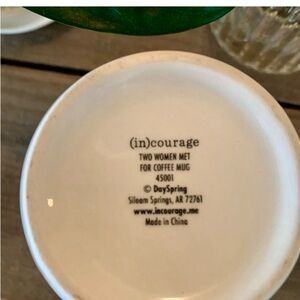 (in)courage
TWO WOMEN MET
FOR COFFEE MUG
45001
© DaySpring
Siloam Springs, AR 72761
www.incourage.me
Made in China